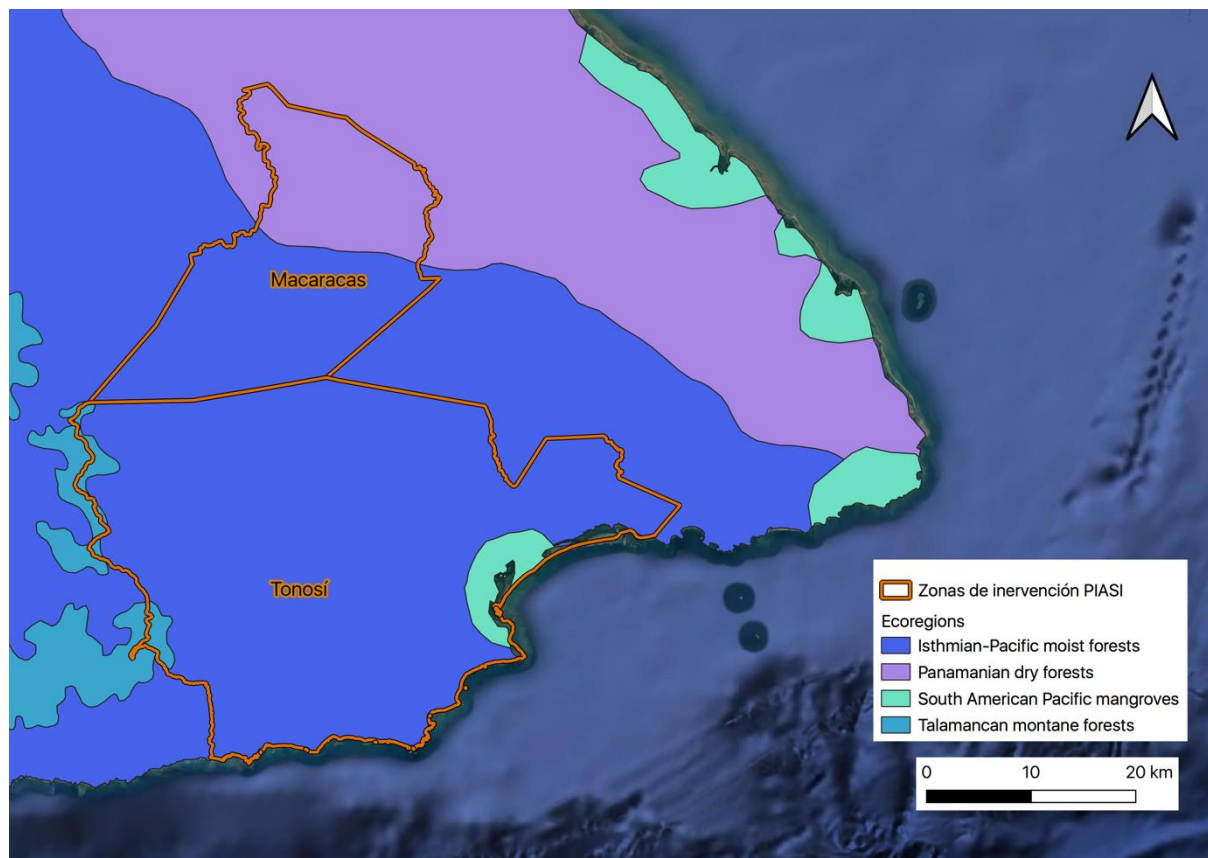 Macaracas
Tonosí
Zonas de inervención PIASI
Ecoregions
Isthmian-Pacific moist forests
Panamanian dry forests
South American Pacific mangroves
Talamancan montane forests
0 10 20 km